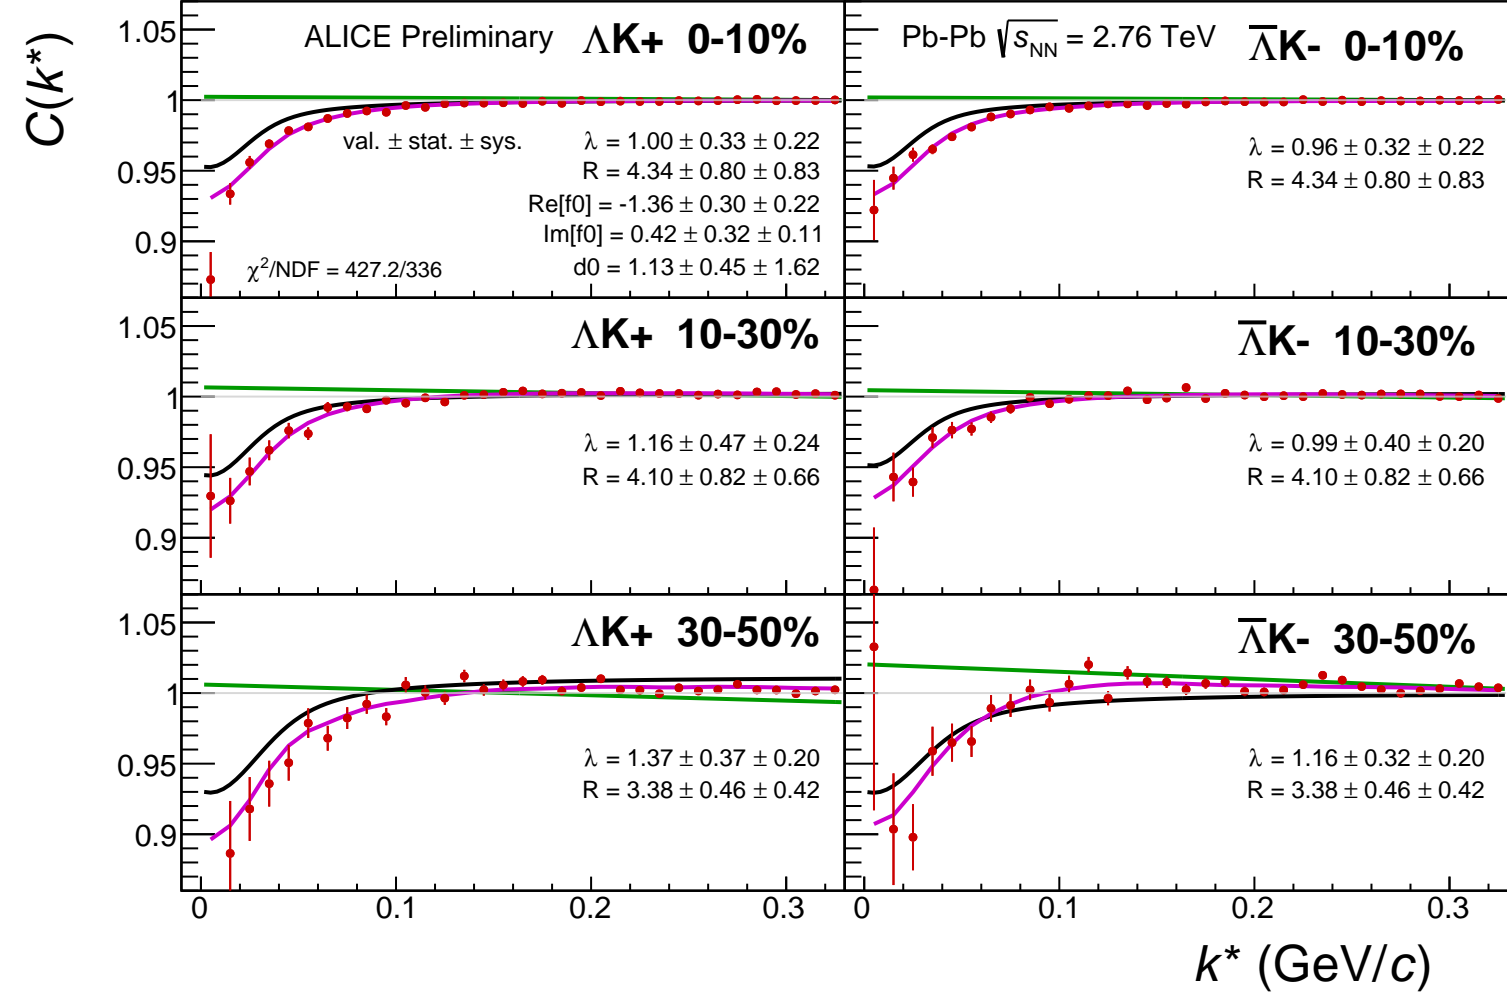 C(k*)
ALICE Preliminary ΛK+ 0-10%
1.05
1
0.95
0.9
val. ± stat. ± sys.
λ = 1.00 ± 0.33 ± 0.22
R = 4.34 ± 0.80 ± 0.83
Re[f0] = -1.36 ± 0.30 ± 0.22
Im[f0] = 0.42 ± 0.32 ± 0.11
d0 = 1.13 ± 0.45 ± 1.62
χ²/NDF = 427.2/336
Pb-Pb √sNN = 2.76 TeV Λ̅K- 0-10%
λ = 0.96 ± 0.32 ± 0.22
R = 4.34 ± 0.80 ± 0.83
ΛK+ 10-30%
1.05
1
0.95
0.9
λ = 1.16 ± 0.47 ± 0.24
R = 4.10 ± 0.82 ± 0.66
Λ̅K- 10-30%
λ = 0.99 ± 0.40 ± 0.20
R = 4.10 ± 0.82 ± 0.66
ΛK+ 30-50%
1.05
1
0.95
0.9
λ = 1.37 ± 0.37 ± 0.20
R = 3.38 ± 0.46 ± 0.42
Λ̅K- 30-50%
λ = 1.16 ± 0.32 ± 0.20
R = 3.38 ± 0.46 ± 0.42
0 0.1 0.2 0.3
0 0.1 0.2 0.3
k* (GeV/c)